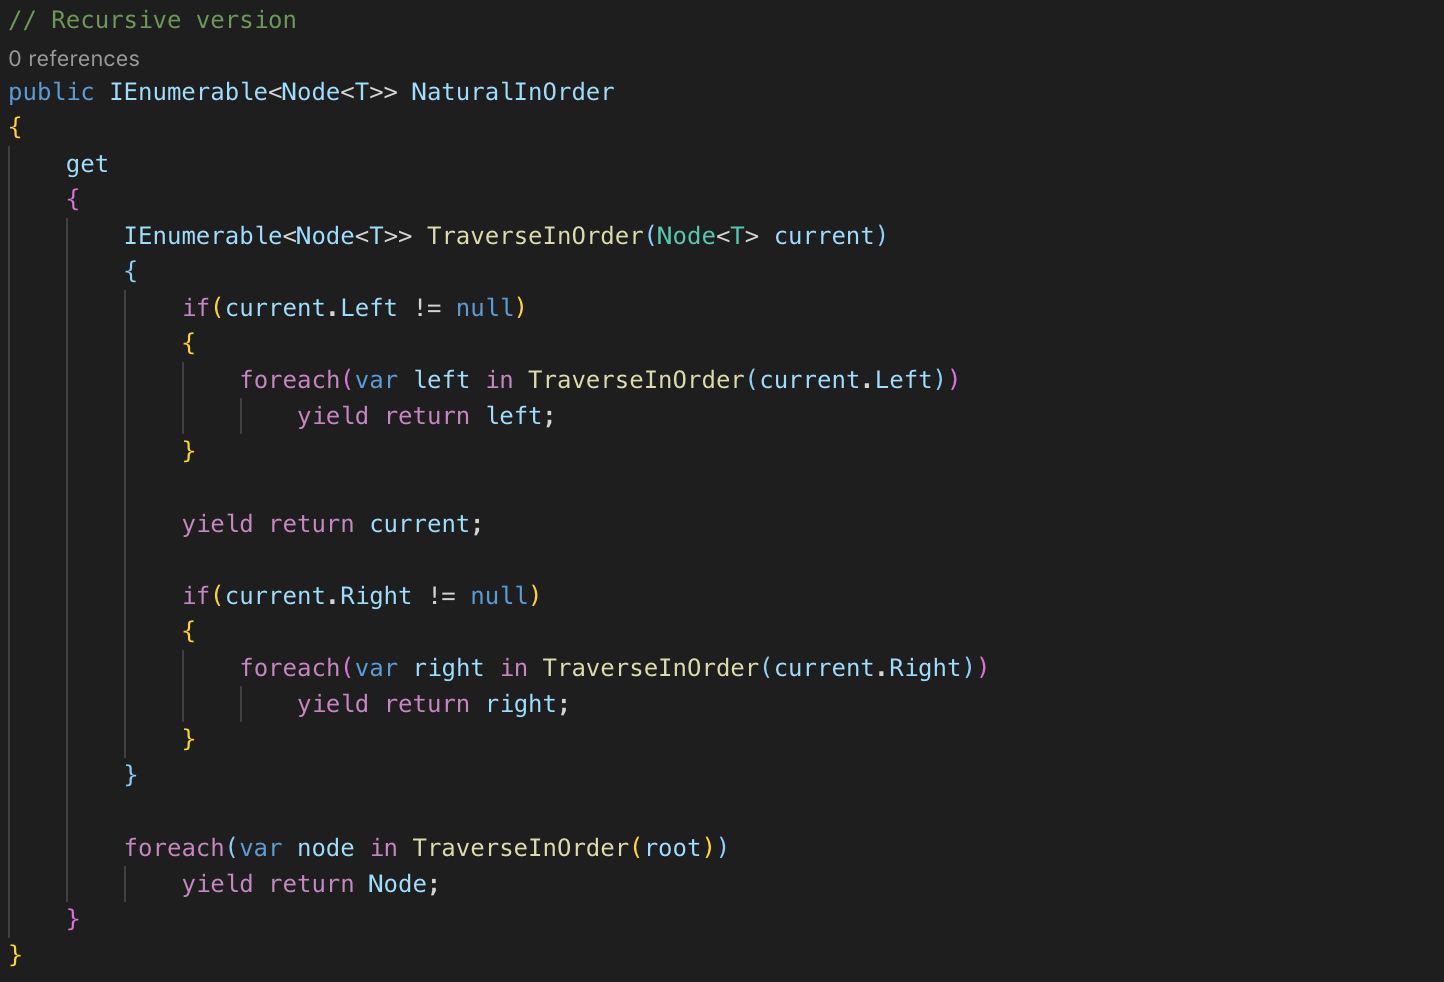 // Recursive version
0 references
public IEnumerable<Node<T>> NaturalInOrder
{
    get
    {
        IEnumerable<Node<T>> TraverseInOrder(Node<T> current)
        {
            if(current.Left != null)
            {
                foreach(var left in TraverseInOrder(current.Left))
                    yield return left;
            }

            yield return current;

            if(current.Right != null)
            {
                foreach(var right in TraverseInOrder(current.Right))
                    yield return right;
            }
        }

        foreach(var node in TraverseInOrder(root))
            yield return Node;
    }
}